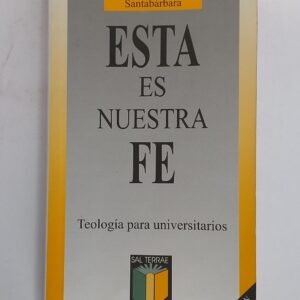 Santabárbara
ESTA
ES
NUESTRA
FE
Teología para universitarios
SAL TERRAE